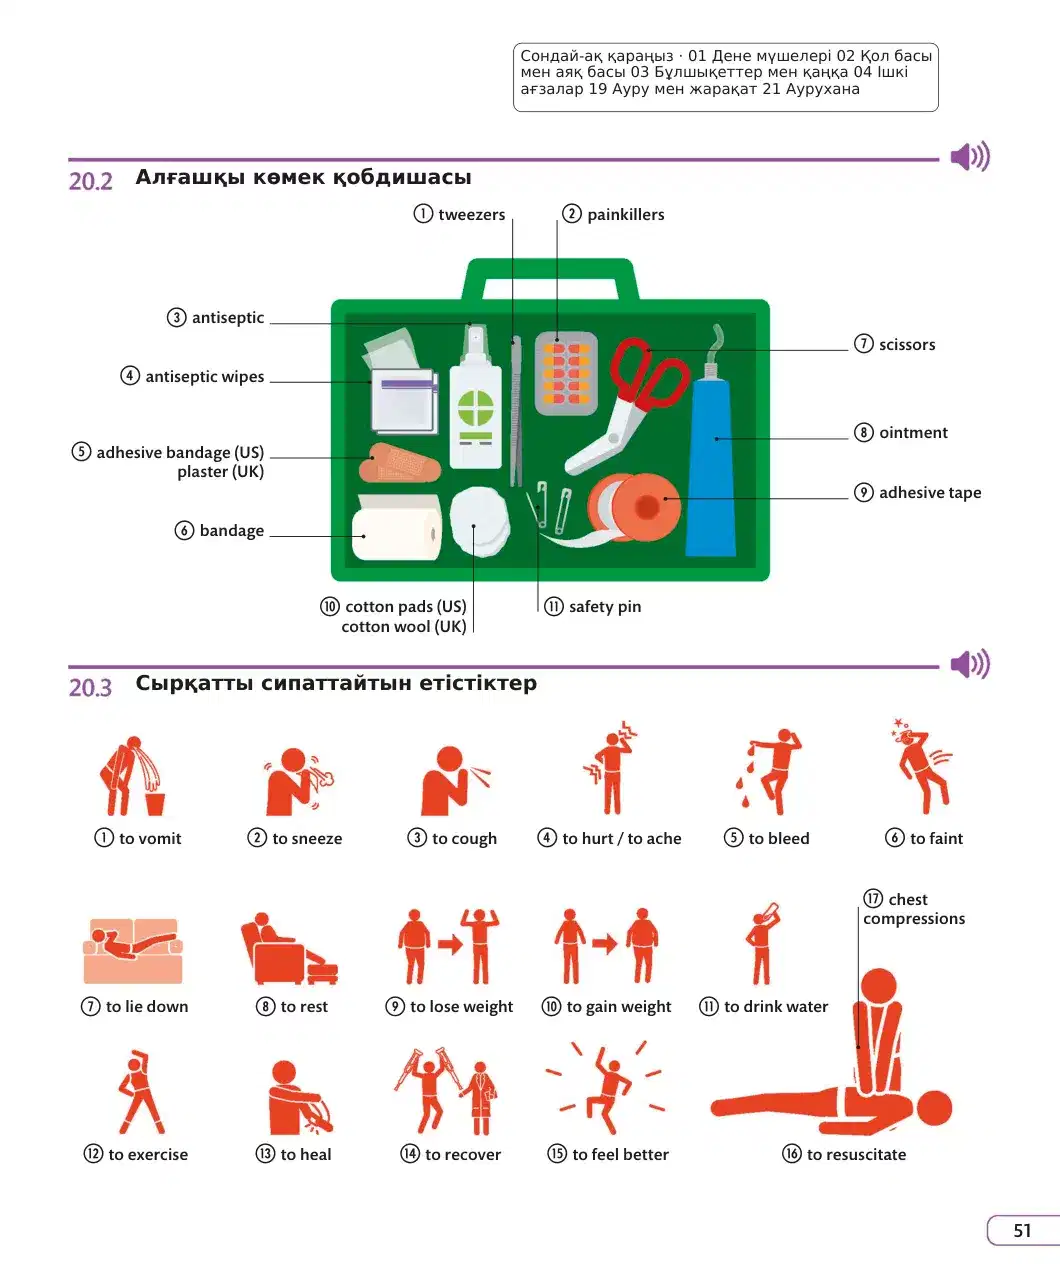 Сондай-ақ қараңыз · 01 Дене мүшелері 02 Қол басы
мен аяқ басы 03 Бұлшықеттер мен қаңқа 04 Ішкі
ағзалар 19 Ауру мен жарақат 21 Аурухана
20.2 Алғашқы көмек қобдишасы
1 tweezers
2 painkillers
3 antiseptic
4 antiseptic wipes
5 adhesive bandage (US)
plaster (UK)
6 bandage
7 scissors
8 ointment
9 adhesive tape
10 cotton pads (US)
cotton wool (UK)
11 safety pin
20.3 Сырқатты сипаттайтын етістіктер
1 to vomit
2 to sneeze
3 to cough
4 to hurt / to ache
5 to bleed
6 to faint
7 to lie down
8 to rest
9 to lose weight
10 to gain weight
11 to drink water
17 chest
compressions
12 to exercise
13 to heal
14 to recover
15 to feel better
16 to resuscitate
51